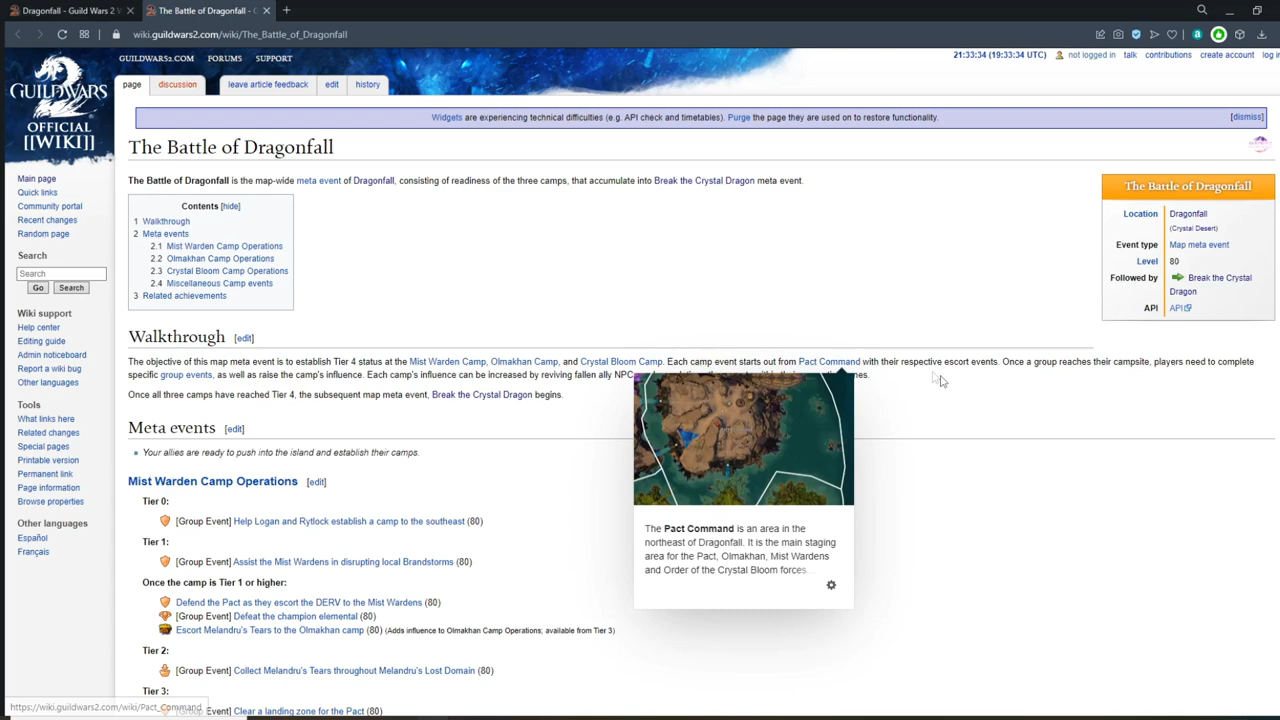 Dragonfall - Guild Wars 2 W
The Battle of Dragonfall - G
wiki.guildwars2.com/wiki/The_Battle_of_Dragonfall
GUILDWARS2.COM FORUMS SUPPORT
21:33:34 (19:33:34 UTC) not logged in talk contributions create account log in
page discussion leave article feedback edit history
GUILDWARS
OFFICIAL
[[WIKI]]
Widgets are experiencing technical difficulties (e.g. API check and timetables). Purge the page they are used on to restore functionality. [dismiss]
The Battle of Dragonfall
The Battle of Dragonfall is the map-wide meta event of Dragonfall, consisting of readiness of the three camps, that accumulate into Break the Crystal Dragon meta event.
Contents [hide]
1 Walkthrough
2 Meta events
2.1 Mist Warden Camp Operations
2.2 Olmakhan Camp Operations
2.3 Crystal Bloom Camp Operations
2.4 Miscellaneous Camp events
3 Related achievements
The Battle of Dragonfall
Location Dragonfall
(Crystal Desert)
Event type Map meta event
Level 80
Followed by Break the Crystal
Dragon
API API
Main page
Quick links
Community portal
Recent changes
Random page
Search
Search
Go Search
Wiki support
Help center
Editing guide
Admin noticeboard
Report a wiki bug
Other languages
Tools
What links here
Related changes
Special pages
Printable version
Permanent link
Page information
Browse properties
Other languages
Español
Français
Walkthrough [edit]
The objective of this map meta event is to establish Tier 4 status at the Mist Warden Camp, Olmakhan Camp, and Crystal Bloom Camp. Each camp event starts out from Pact Command with their respective escort events. Once a group reaches their campsite, players need to complete
specific group events, as well as raise the camp's influence. Each camp's influence can be increased by reviving fallen ally NPC
Once all three camps have reached Tier 4, the subsequent map meta event, Break the Crystal Dragon begins.
Meta events [edit]
Your allies are ready to push into the island and establish their camps.
Mist Warden Camp Operations [edit]
Tier 0:
[Group Event] Help Logan and Rytlock establish a camp to the southeast (80)
Tier 1:
[Group Event] Assist the Mist Wardens in disrupting local Brandstorms (80)
Once the camp is Tier 1 or higher:
Defend the Pact as they escort the DERV to the Mist Wardens (80)
[Group Event] Defeat the champion elemental (80)
Escort Melandru's Tears to the Olmakhan camp (80) (Adds influence to Olmakhan Camp Operations; available from Tier 3)
Tier 2:
[Group Event] Collect Melandru's Tears throughout Melandru's Lost Domain (80)
Tier 3:
Event] Clear a landing zone for the Pact (80)
The Pact Command is an area in the
northeast of Dragonfall. It is the main staging
area for the Pact, Olmakhan, Mist Wardens
and Order of the Crystal Bloom forces...
https://wiki.guildwars2.com/wiki/Pact_Command